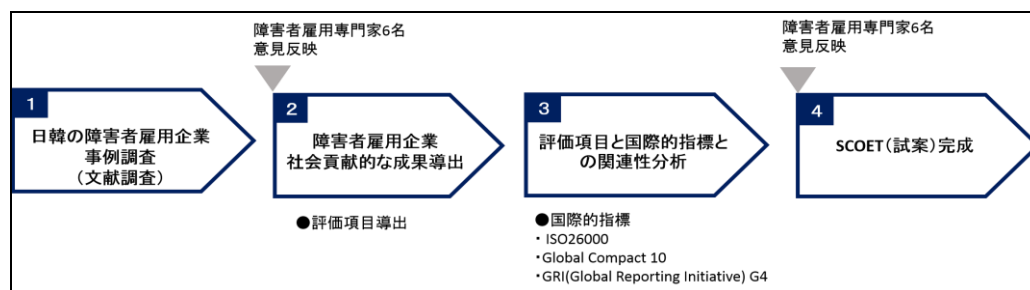 障害者雇用専門家6名
意見反映
障害者雇用専門家6名
意見反映
1
日韓の障害者雇用企業
事例調査
(文献調査)
2
障害者雇用企業
社会貢献的な成果導出
3
評価項目と国際的指標と
の関連性分析
4
SCOET(試案)完成
●評価項目導出
●国際的指標
・ISO26000
・Global Compact 10
・GRI(Global Reporting Initiative) G4